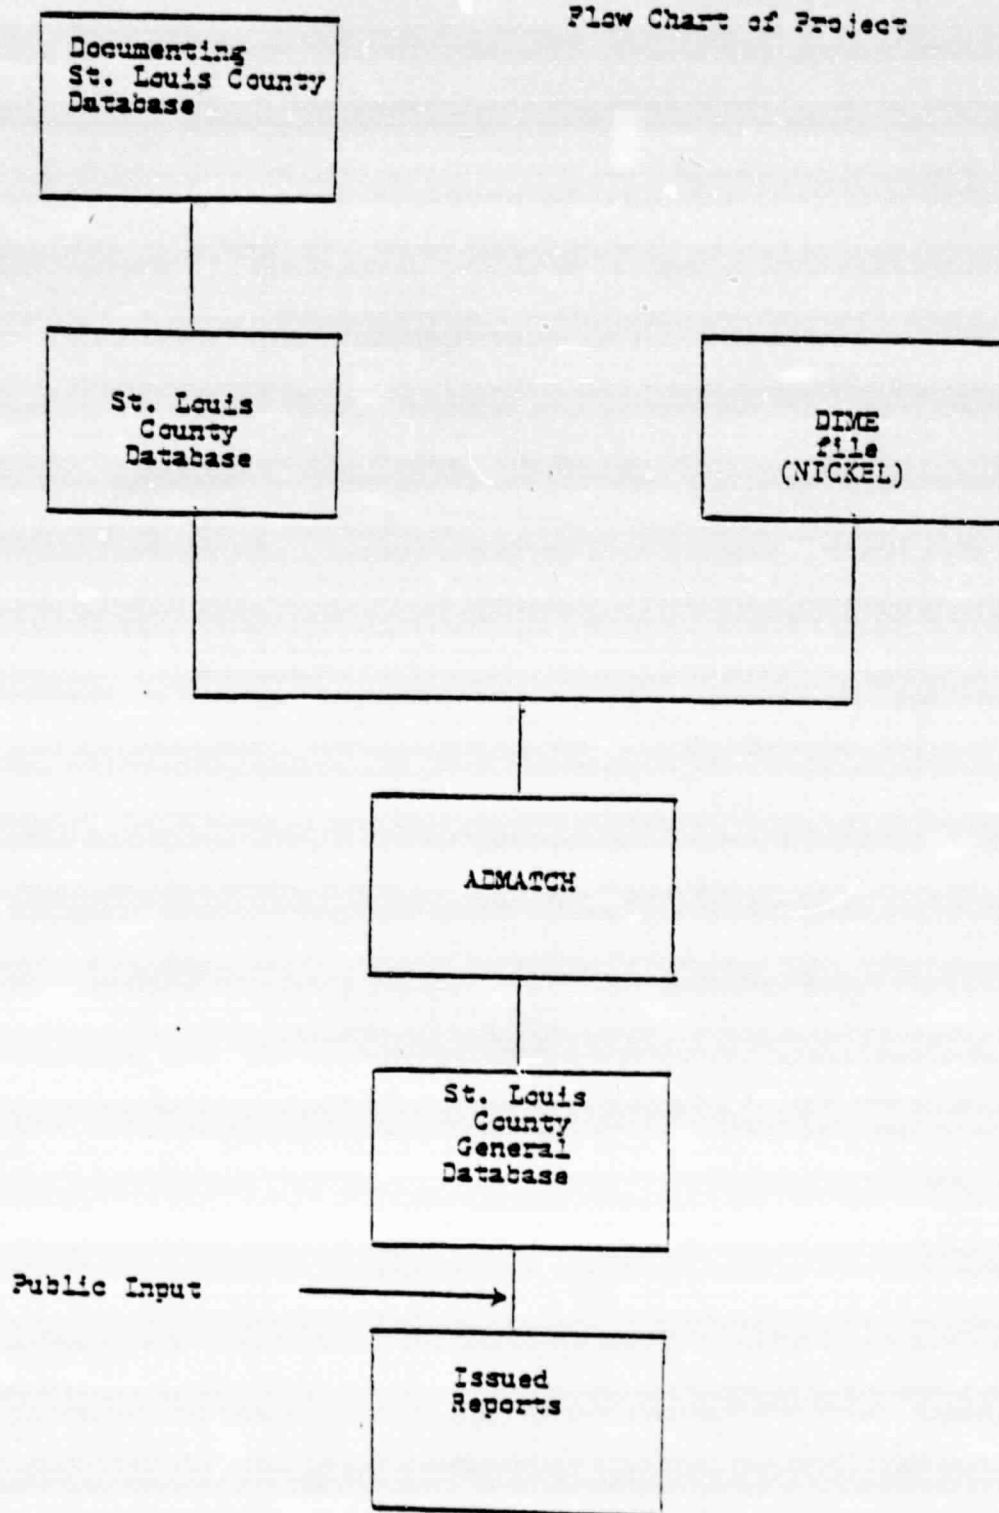 Flow Chart of Project
Documenting
St. Louis County
Database
St. Louis
County
Database
DIME
file
(NICKEL)
ADMATCH
St. Louis
County
General
Database
Public Input
Issued
Reports